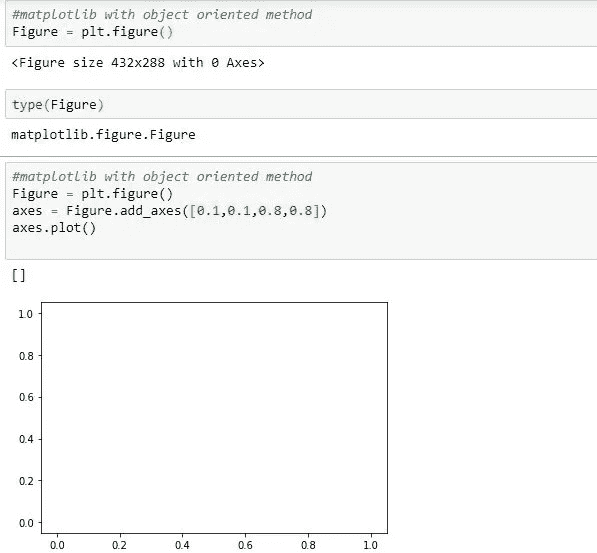 #matplotlib with object oriented method
Figure = plt.figure()
<Figure size 432x288 with 0 Axes>
type(Figure)
matplotlib.figure.Figure
#matplotlib with object oriented method
Figure = plt.figure()
axes = Figure.add_axes([0.1,0.1,0.8,0.8])
axes.plot()
[]
1.0
0.8
0.6
0.4
0.2
0.0
0.0 0.2 0.4 0.6 0.8 1.0